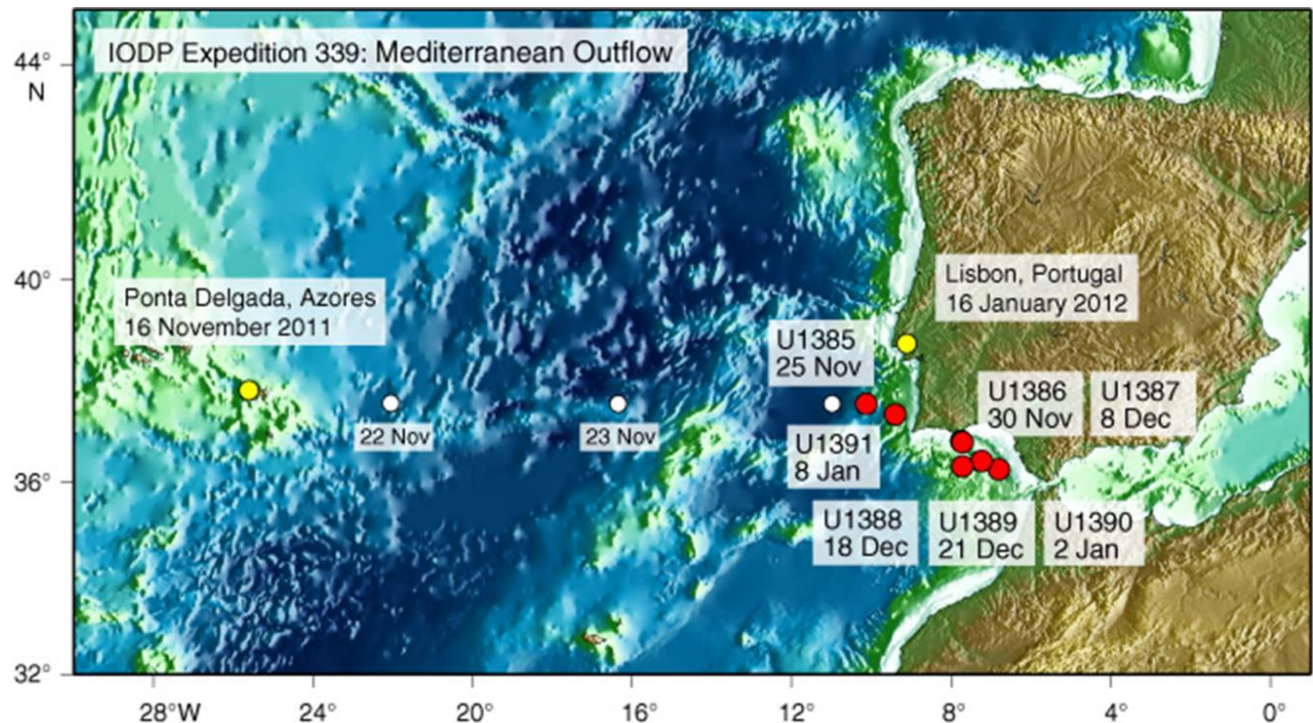 IODP Expedition 339: Mediterranean Outflow
44°
N
40°
36°
32°
Ponta Delgada, Azores
16 November 2011
Lisbon, Portugal
16 January 2012
U1385
25 Nov
U1386
30 Nov
U1387
8 Dec
22 Nov
23 Nov
U1391
8 Jan
U1388
18 Dec
U1389
21 Dec
U1390
2 Jan
28°W
24°
20°
16°
12°
8°
4°
0°